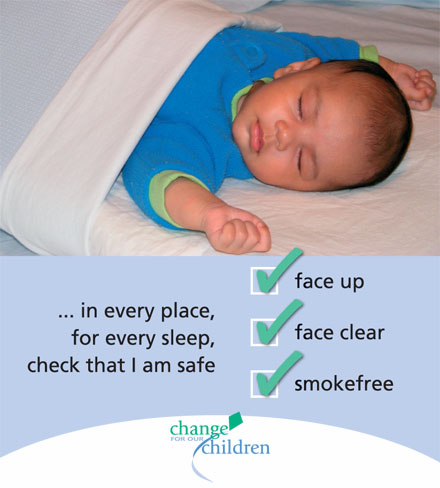 ... in every place,
for every sleep,
check that I am safe
face up
face clear
smokefree
change
FOR OUR
children